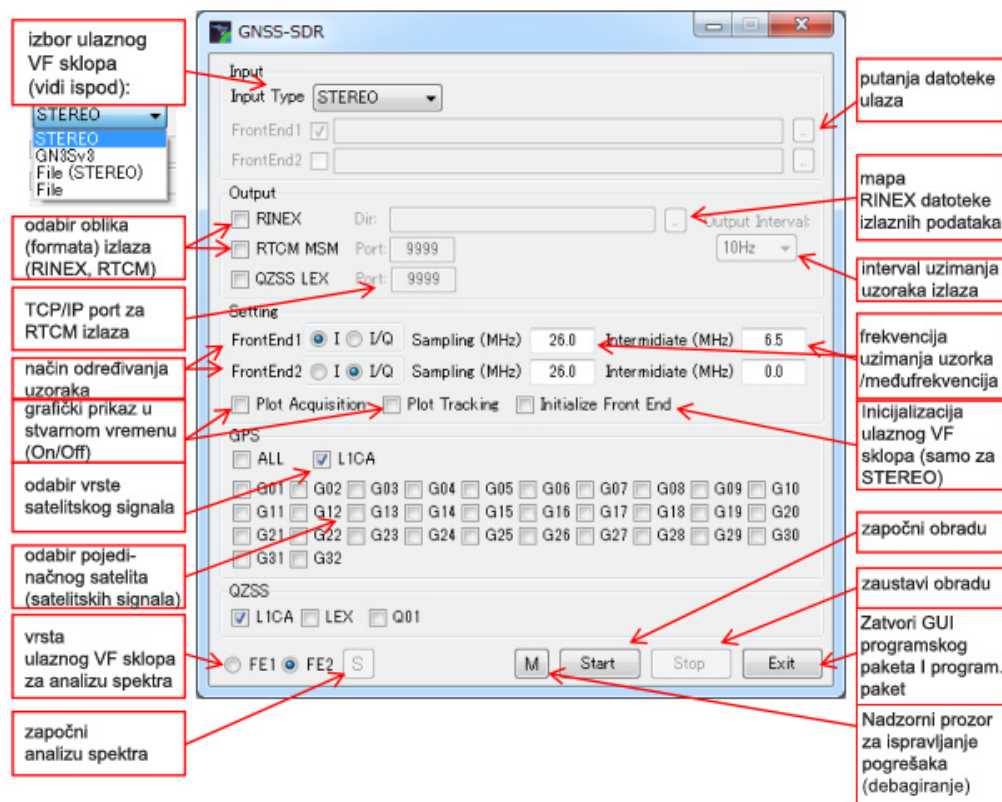 izbor ulaznog
VF sklopa
(vidi ispod):
STEREO
STEREO
GN3Sv3
File (STEREO)
File
odabir oblika
(formata) izlaza
(RINEX, RTCM)
TCP/IP port za
RTCM izlaza
način određivanja
uzoraka
grafički prikaz u
stvarnom vremenu
(On/Off)
odabir vrste
satelitskog signala
odabir pojedi-
načnog satelita
(satelitskih signala)
vrsta
ulaznog VF sklopa
za analizu spektra
započni
analizu spektra
GNSS-SDR
Input
Input Type STEREO
FrontEnd1 ..
FrontEnd2 ..
Output
RINEX Dir: .. Output Interval:
RTCM MSM Port: 9999 10Hz
QZSS LEX Port: 9999
Setting
FrontEnd1 I I/Q Sampling (MHz) 26.0 Intermidiate (MHz) 6.5
FrontEnd2 I I/Q Sampling (MHz) 26.0 Intermidiate (MHz) 0.0
Plot Acquisition Plot Tracking Initialize Front End
GPS
ALL L1CA
G01 G02 G03 G04 G05 G06 G07 G08 G09 G10
G11 G12 G13 G14 G15 G16 G17 G18 G19 G20
G21 G22 G23 G24 G25 G26 G27 G28 G29 G30
G31 G32
QZSS
L1CA LEX Q01
FE1 FE2 S M Start Stop Exit
putanja datoteke
ulaza
mapa
RINEX datoteke
izlaznih podataka
interval uzimanja
uzoraka izlaza
frekvencija
uzimanja uzorka
/međufrekvencija
Inicijalizacija
ulaznog VF
sklopa (samo za
STEREO)
započni obradu
zaustavi obradu
Zatvori GUI
programskog
paketa I program.
paket
Nadzorni prozor
za ispravljanje
pogrešaka
(debagiranje)